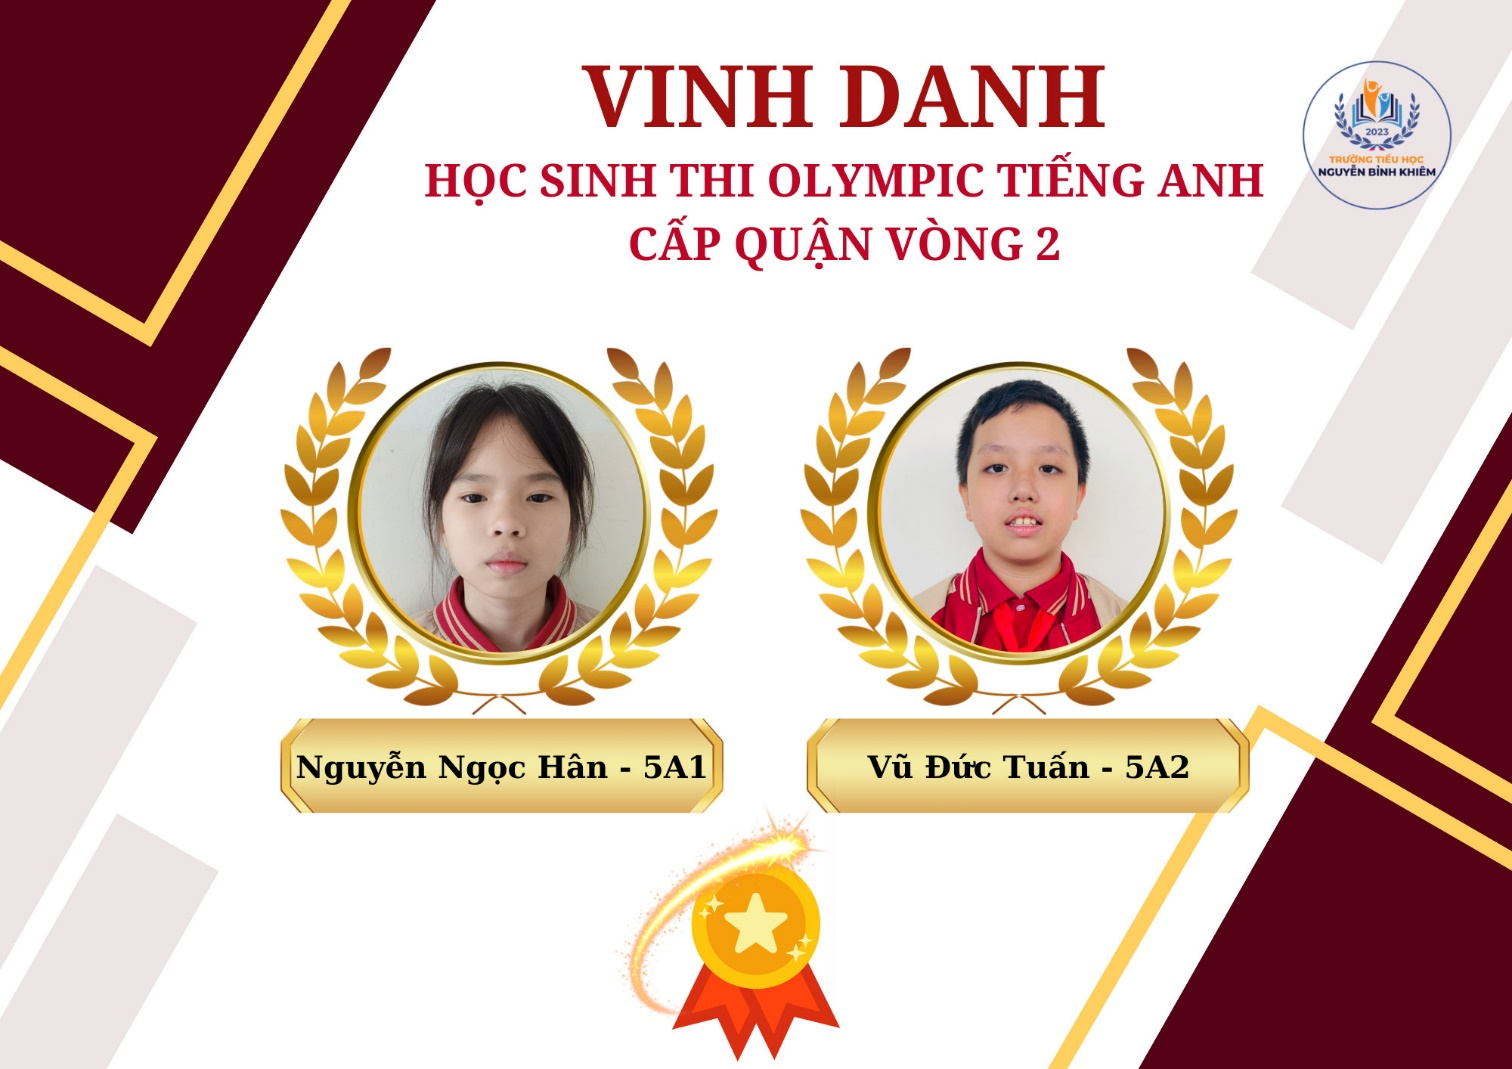 VINH DANH
HỌC SINH THI OLYMPIC TIẾNG ANH
CẤP QUẬN VÒNG 2
2023
TRƯỜNG TIỂU HỌC
NGUYỄN BỈNH KHIÊM
Nguyễn Ngọc Hân - 5A1
Vũ Đức Tuấn - 5A2